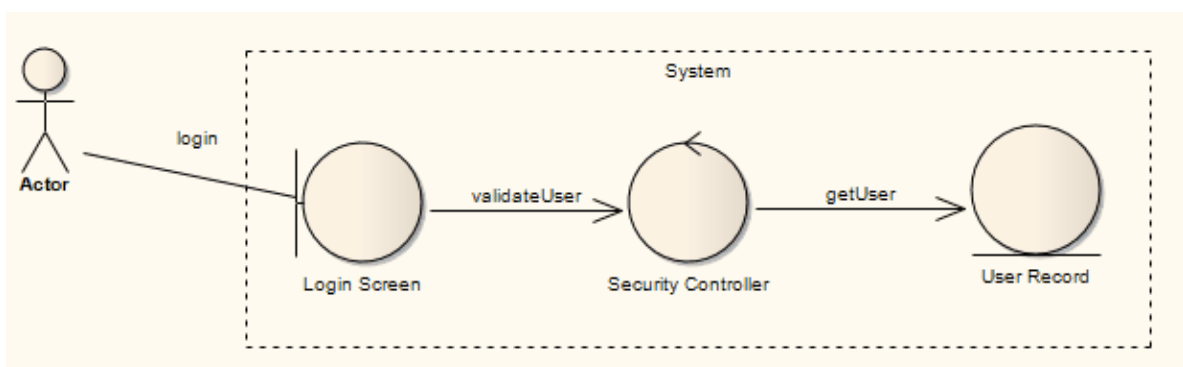 System
login
Actor
validateUser
getUser
Login Screen
Security Controller
User Record